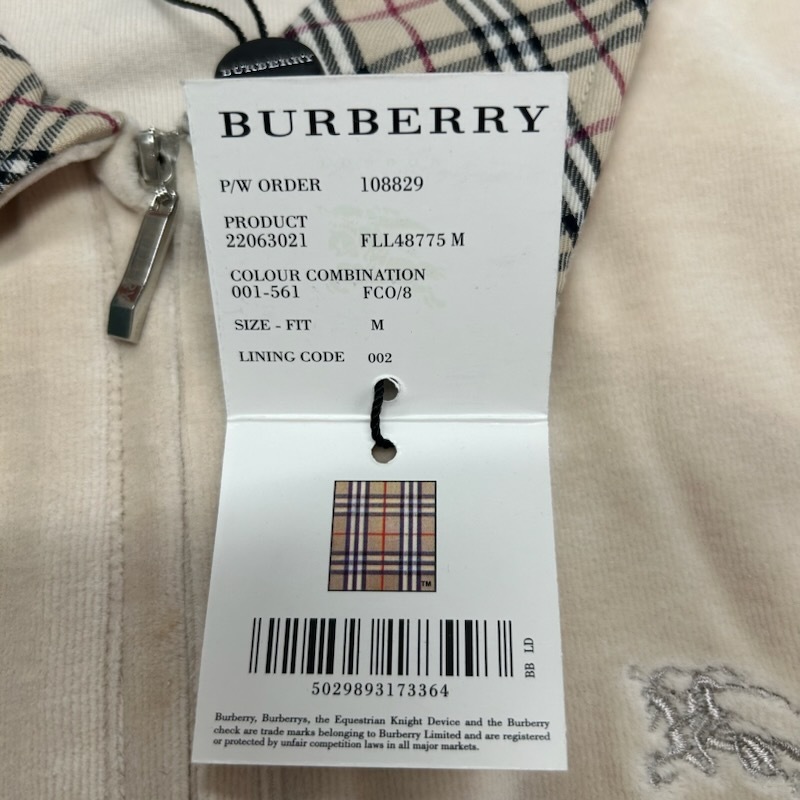 BURBERRY
BURBERRY
P/W ORDER 108829
PRODUCT
22063021 FLL48775 M
COLOUR COMBINATION
001-561 FCO/8
SIZE - FIT M
LINING CODE 002
TM
BB LD
5029893173364
Burberry, Burberrys, the Equestrian Knight Device and the Burberry
check are trade marks belonging to Burberry Limited and are registered
or protected by unfair competition laws in all major markets.